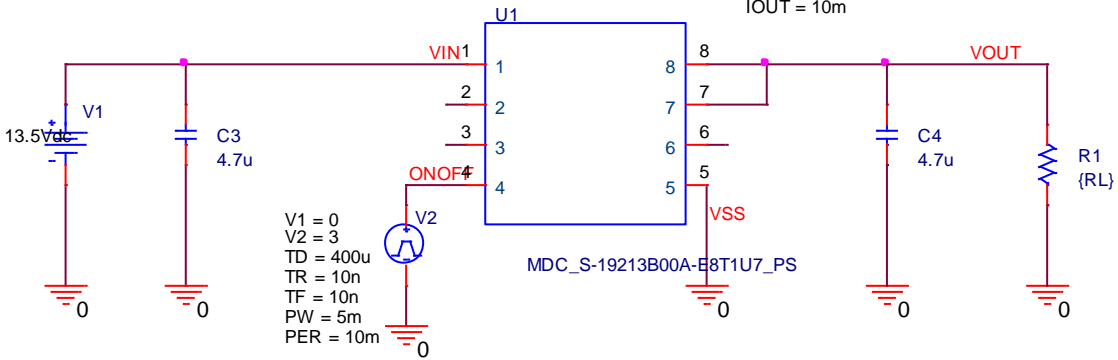 IOUT = 10m
U1
VIN 1 1
8 8 VOUT
2 2
7 7
3 3
6 6
ONOFF 4 4
5 5
VSS
V1
13.5Vdc
C3
4.7u
C4
4.7u
R1
{RL}
V2
V1 = 0
V2 = 3
TD = 400u
TR = 10n
TF = 10n
PW = 5m
PER = 10m
MDC_S-19213B00A-E8T1U7_PS
0
0
0
0
0
0